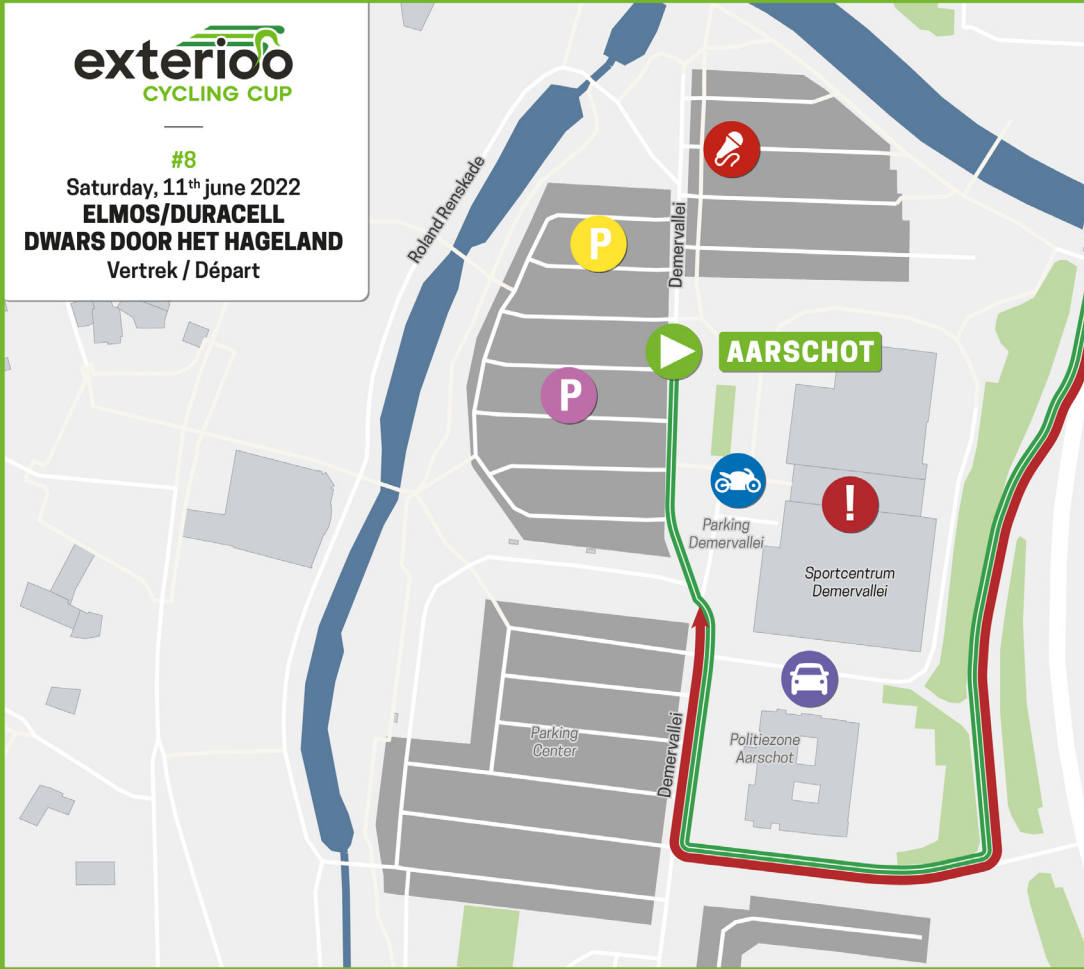 exterioo
CYCLING CUP
#8
Saturday, 11th june 2022
ELMOS/DURACELL
DWARS DOOR HET HAGELAND
Vertrek / Départ
Roland Renskade
Demervallei
P
AARSCHOT
P
Parking
Demervallei
!
Sportcentrum
Demervallei
Parking
Center
Demervallei
Politiezone
Aarschot